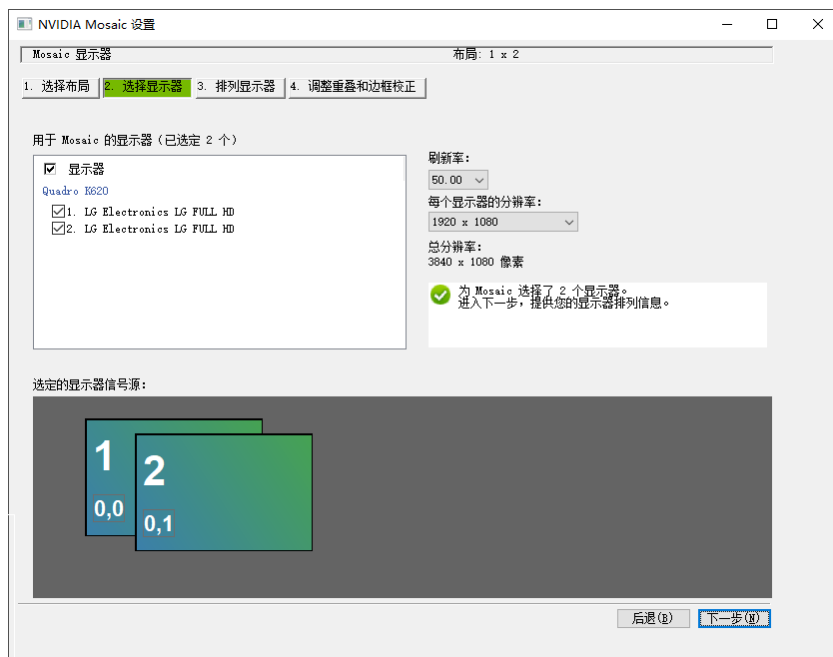 NVIDIA Mosaic 设置
Mosaic 显示器
布局: 1 x 2
1. 选择布局
2. 选择显示器
3. 排列显示器
4. 调整重叠和边框校正
用于 Mosaic 的显示器 (已选定 2 个)
显示器
Quadro K620
1. LG Electronics LG FULL HD
2. LG Electronics LG FULL HD
刷新率:
50.00
每个显示器的分辨率:
1920 x 1080
总分辨率:
3840 x 1080 像素
为 Mosaic 选择了 2 个显示器。
进入下一步, 提供您的显示器排列信息。
选定的显示器信号源:
1
0,0
2
0,1
后退(B)
下一步(N)